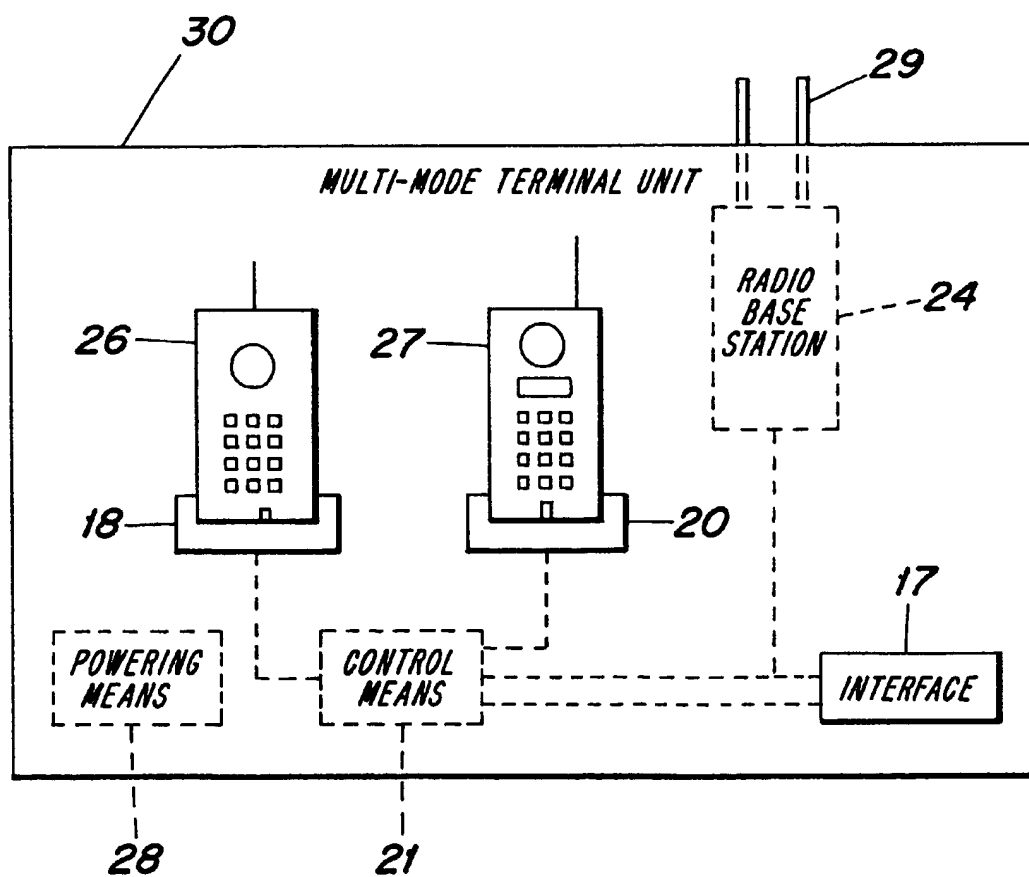 30
29
MULTI-MODE TERMINAL UNIT
RADIO
BASE
STATION
24
26
27
18
20
17
POWERING
MEANS
CONTROL
MEANS
INTERFACE
28
21